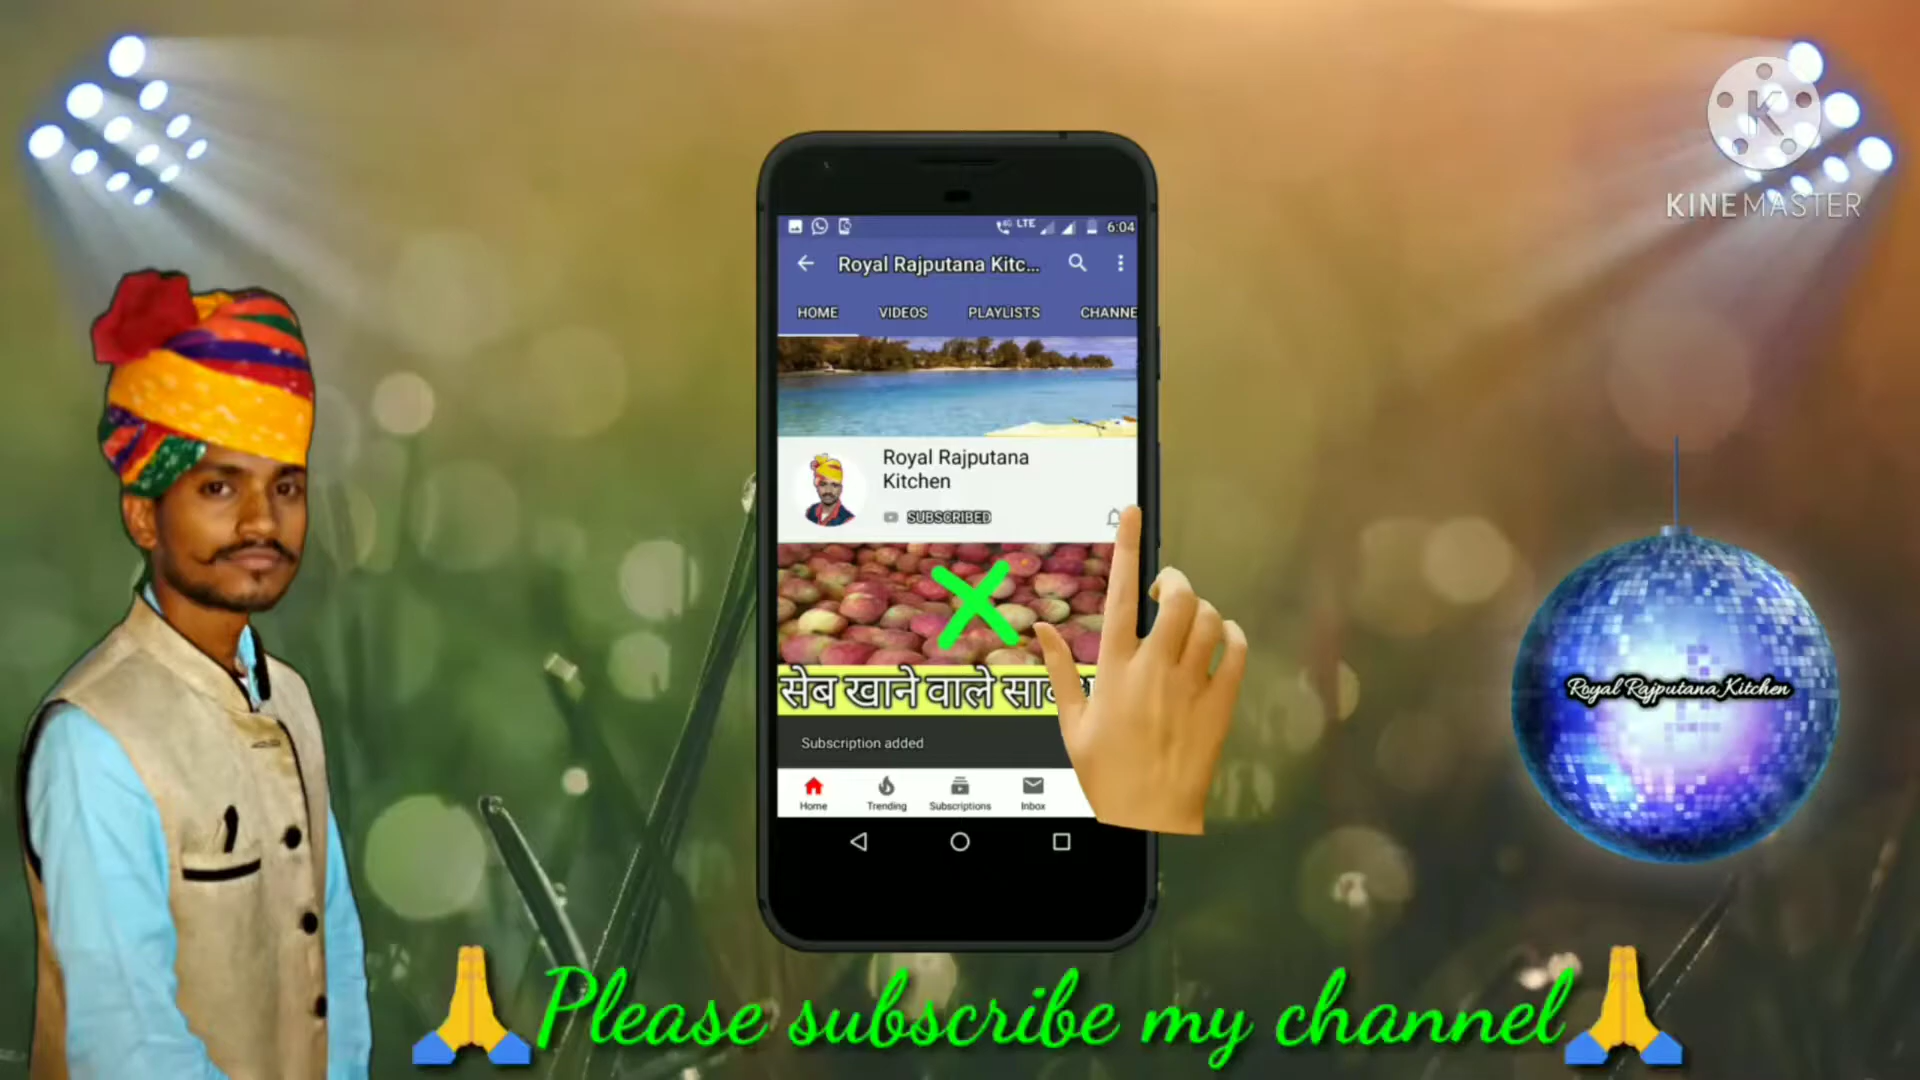 KINEMASTER
LTE 6:04
Royal Rajputana Kitc...
HOME VIDEOS PLAYLISTS CHANNE
Royal Rajputana
Kitchen
SUBSCRIBED
सेब खाने वाले
Subscription added
Home Trending Subscriptions Inbox
Royal Rajputana Kitchen
Please subscribe my channel